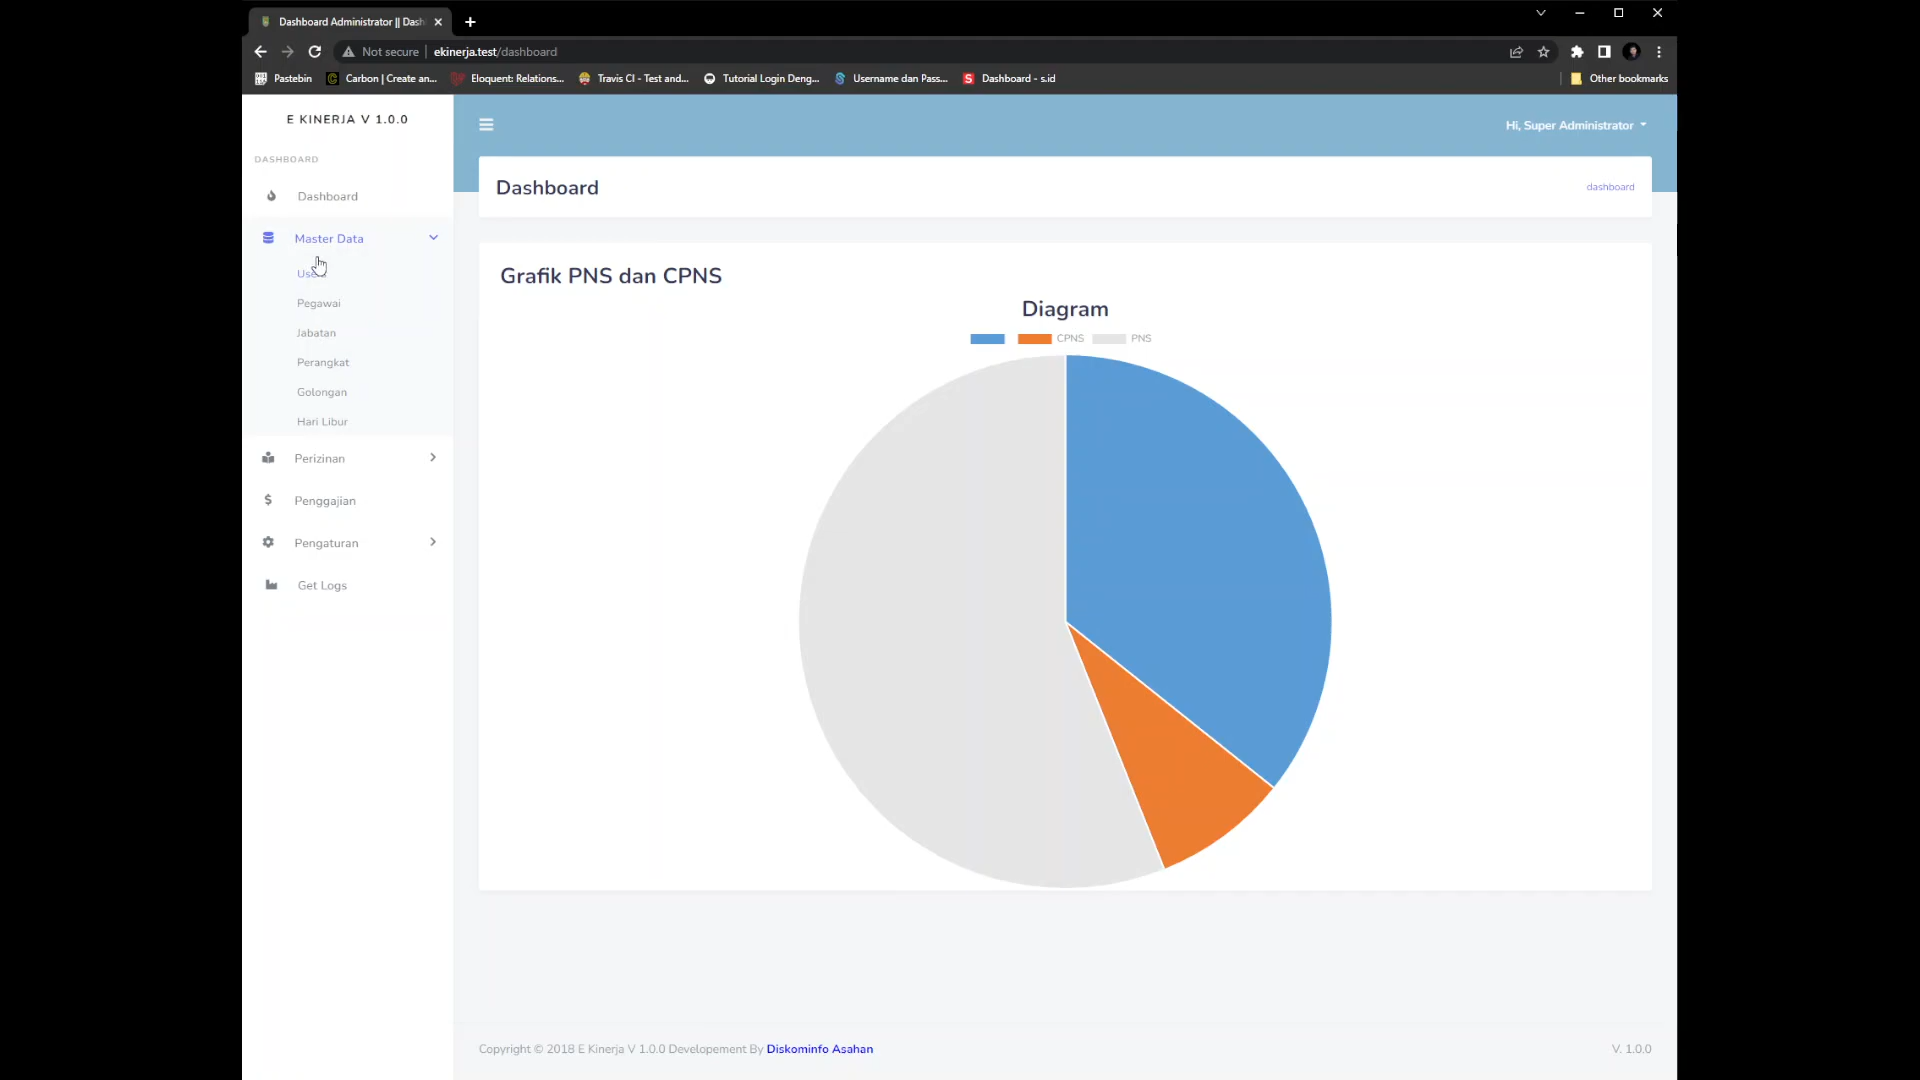 Dashboard Administrator || Dash
Not secure | ekinerja.test/dashboard
Pastebin
Carbon | Create an...
Eloquent: Relations...
Travis CI - Test and...
Tutorial Login Deng...
Username dan Pass...
Dashboard - s.id
Other bookmarks
E KINERJA V 1.0.0
Hi, Super Administrator
DASHBOARD
Dashboard
Master Data
Pegawai
Jabatan
Perangkat
Golongan
Hari Libur
Perizinan
Penggajian
Pengaturan
Get Logs
Dashboard
dashboard
Grafik PNS dan CPNS
Diagram
CPNS
PNS
Copyright © 2018 E Kinerja V 1.0.0 Developement By Diskominfo Asahan
V. 1.0.0